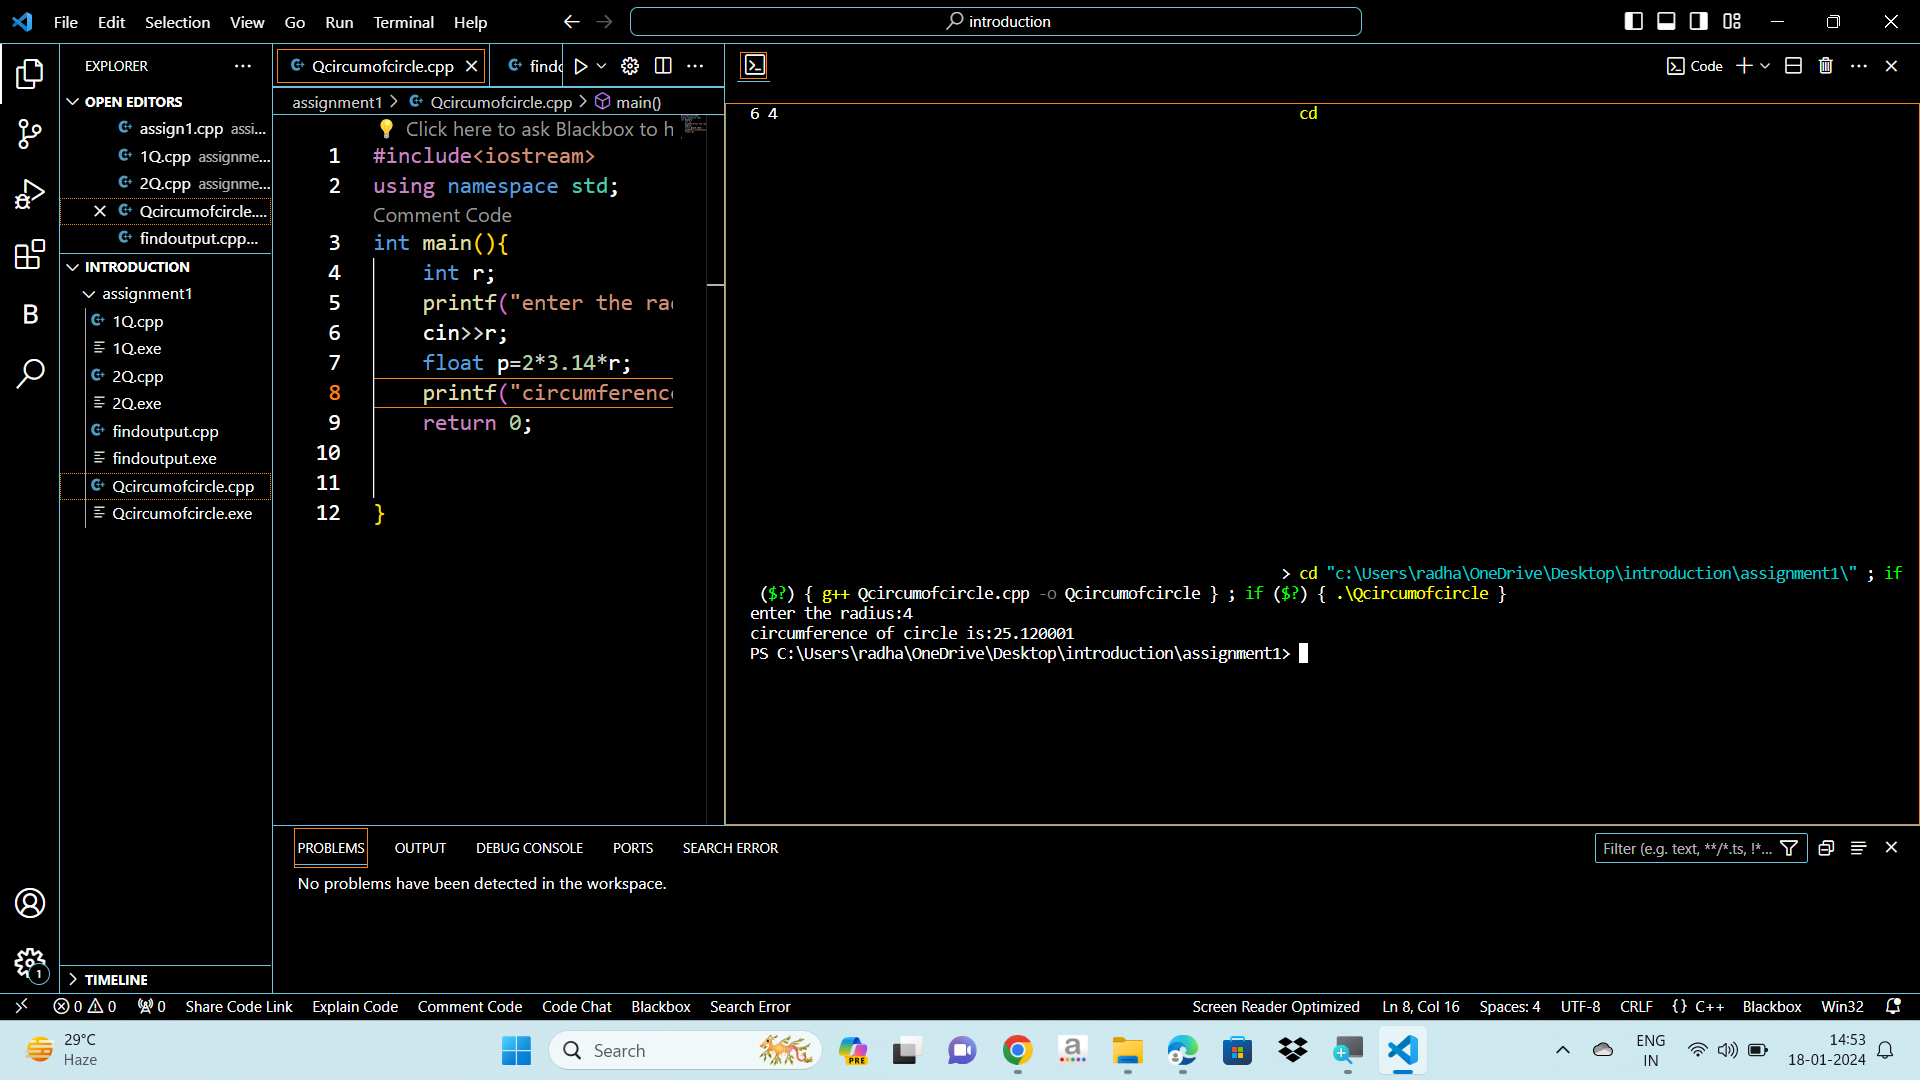 File Edit Selection View Go Run Terminal Help
introduction
EXPLORER
OPEN EDITORS
assign1.cpp assi...
1Q.cpp assignme...
2Q.cpp assignme...
Qcircumofcircle....
findoutput.cpp...
INTRODUCTION
assignment1
1Q.cpp
1Q.exe
2Q.cpp
2Q.exe
findoutput.cpp
findoutput.exe
Qcircumofcircle.cpp
Qcircumofcircle.exe
TIMELINE
Qcircumofcircle.cpp findo
assignment1 > Qcircumofcircle.cpp > main()
Click here to ask Blackbox to h
1 #include<iostream>
2 using namespace std;
Comment Code
3 int main(){
4 int r;
5 printf("enter the ra
6 cin>>r;
7 float p=2*3.14*r;
8 printf("circumference
9 return 0;
10
11
12 }
Code
6 4 cd
> cd "c:\Users\radha\OneDrive\Desktop\introduction\assignment1\" ; if
($?) { g++ Qcircumofcircle.cpp -o Qcircumofcircle } ; if ($?) { .\Qcircumofcircle }
enter the radius:4
circumference of circle is:25.120001
PS C:\Users\radha\OneDrive\Desktop\introduction\assignment1>
PROBLEMS OUTPUT DEBUG CONSOLE PORTS SEARCH ERROR
Filter (e.g. text, **/*.ts, !*...
No problems have been detected in the workspace.
0 0 0 Share Code Link Explain Code Comment Code Code Chat Blackbox Search Error
Screen Reader Optimized Ln 8, Col 16 Spaces: 4 UTF-8 CRLF {} C++ Blackbox Win32
29°C
Haze
Search
PRE
ENG
IN
14:53
18-01-2024